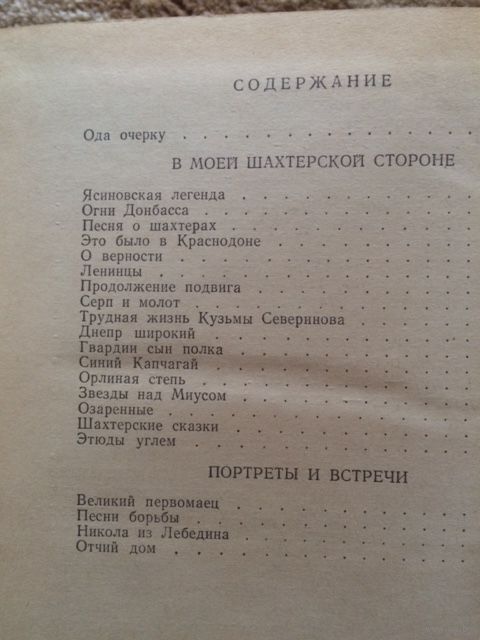 СОДЕРЖАНИЕ
Ода очерку . . . . . . . . . . . . . .
В МОЕЙ ШАХТЕРСКОЙ СТОРОНЕ
Ясиновская легенда . . . . . . . . . .
Огни Донбасса . . . . . . . . . . . .
Песня о шахтерах . . . . . . . . . . .
Это было в Краснодоне . . . . . . . . .
О верности . . . . . . . . . . . . . .
Ленинцы . . . . . . . . . . . . . . .
Продолжение подвига . . . . . . . . . .
Серп и молот . . . . . . . . . . . . .
Трудная жизнь Кузьмы Северинова . . . . .
Днепр широкий . . . . . . . . . . . .
Гвардии сын полка . . . . . . . . . . .
Синий Капчагай . . . . . . . . . . . .
Орлиная степь . . . . . . . . . . . .
Звезды над Миусом . . . . . . . . . . .
Озаренные . . . . . . . . . . . . . .
Шахтерские сказки . . . . . . . . . . .
Этюды углем . . . . . . . . . . . . .
ПОРТРЕТЫ И ВСТРЕЧИ
Великий первомаец . . . . . . . . . . .
Песни борьбы . . . . . . . . . . . . .
Никола из Лебедина . . . . . . . . . .
Отчий дом . . . . . . . . . . . . . .